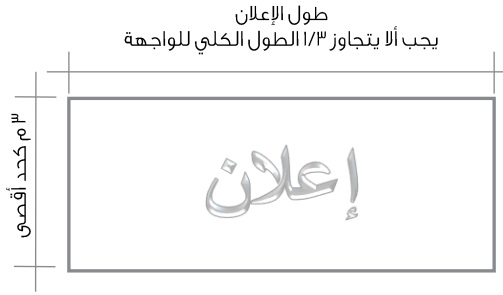 طول الإعلان
يجب ألا يتجاوز ١/٣ الطول الكلي للواجهة
٣ م كحد أقصى
إعلان